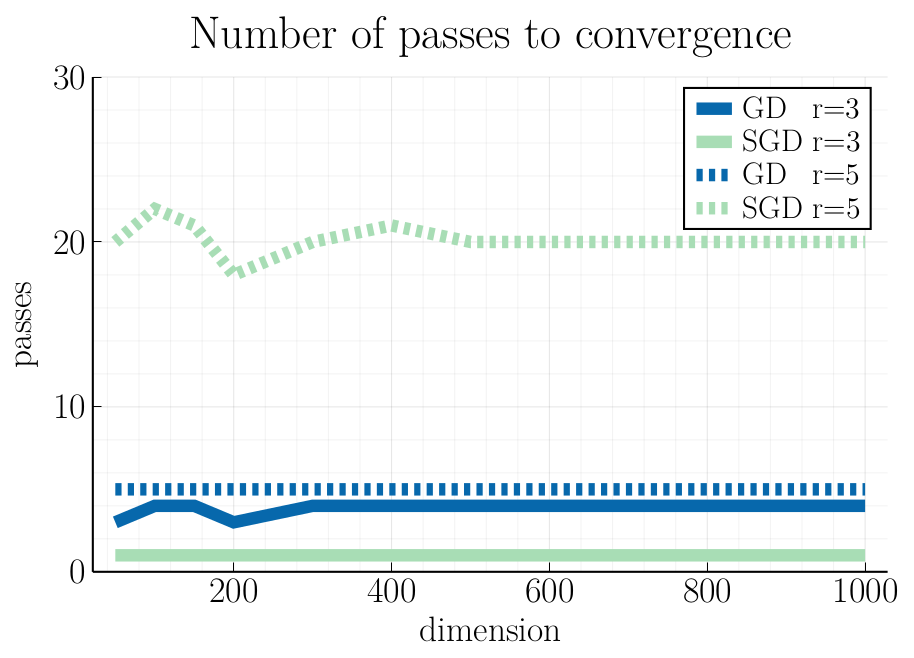 Number of passes to convergence
30
GD r=3
SGD r=3
GD r=5
SGD r=5
20
passes
10
0
200 400 600 800 1000
dimension